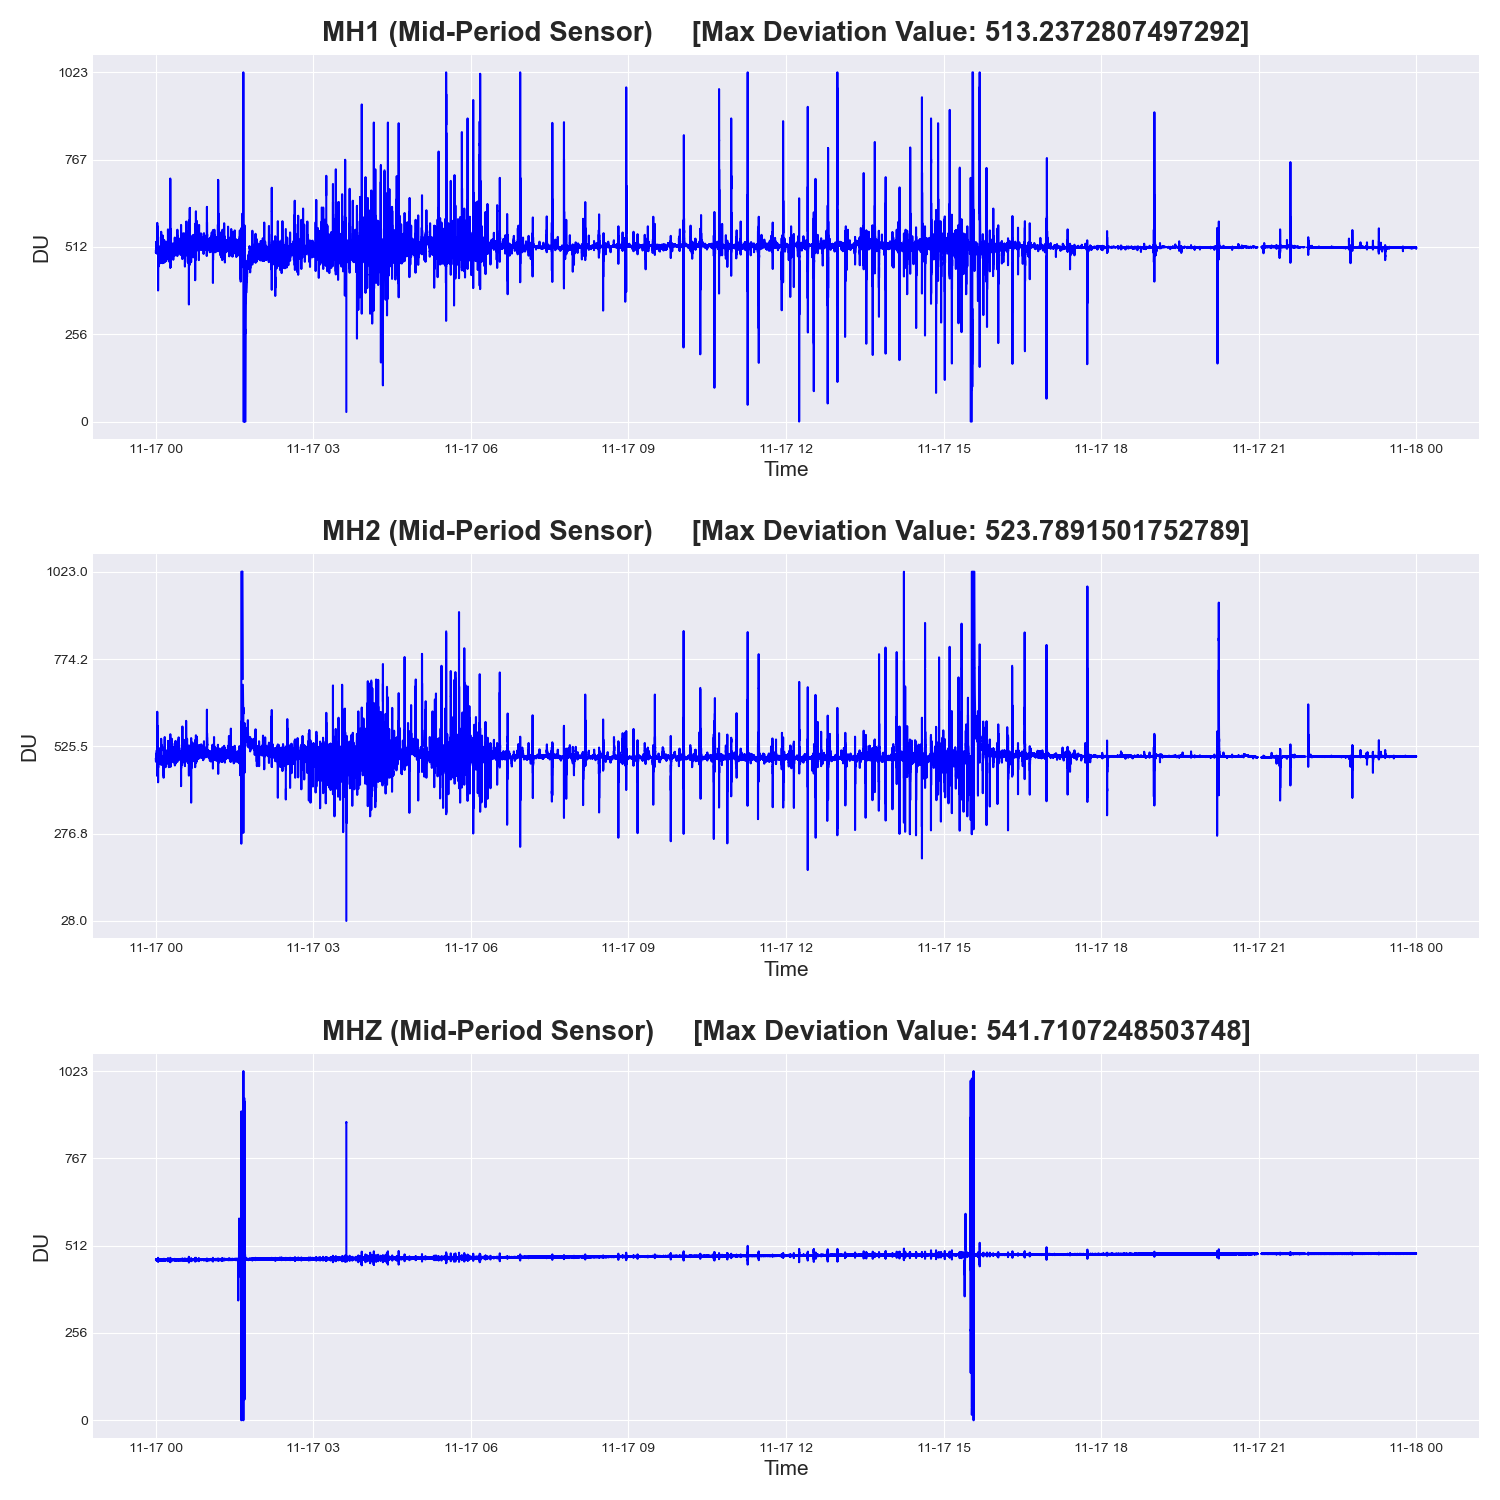 MH1 (Mid-Period Sensor)     [Max Deviation Value: 513.2372807497292]
1023
767
512
256
0
DU
11-17 00 11-17 03 11-17 06 11-17 09 11-17 12 11-17 15 11-17 18 11-17 21 11-18 00
Time
MH2 (Mid-Period Sensor)     [Max Deviation Value: 523.7891501752789]
1023.0
774.2
525.5
276.8
28.0
DU
11-17 00 11-17 03 11-17 06 11-17 09 11-17 12 11-17 15 11-17 18 11-17 21 11-18 00
Time
MHZ (Mid-Period Sensor)     [Max Deviation Value: 541.7107248503748]
1023
767
512
256
0
DU
11-17 00 11-17 03 11-17 06 11-17 09 11-17 12 11-17 15 11-17 18 11-17 21 11-18 00
Time